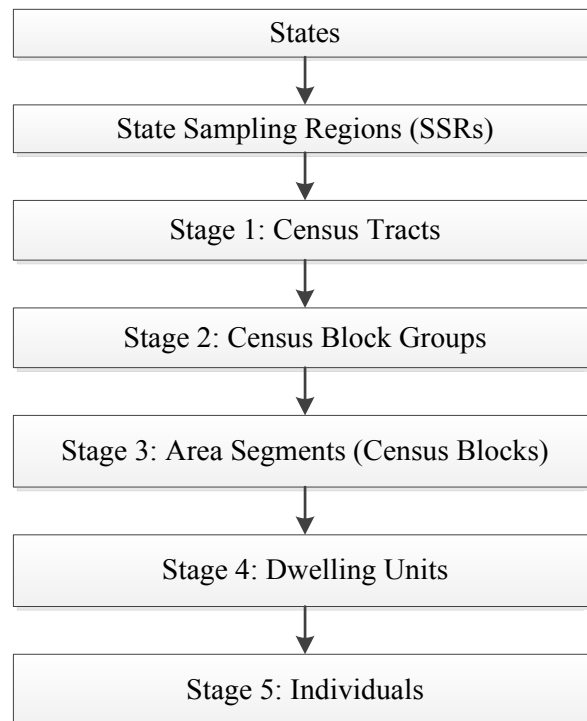 States
State Sampling Regions (SSRs)
Stage 1: Census Tracts
Stage 2: Census Block Groups
Stage 3: Area Segments (Census Blocks)
Stage 4: Dwelling Units
Stage 5: Individuals